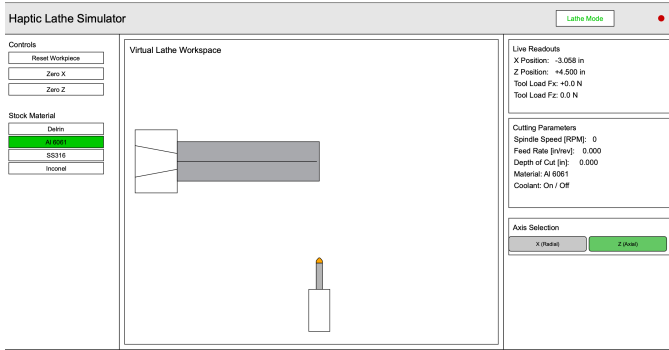 Haptic Lathe Simulator
Lathe Mode
Controls
Reset Workpiece
Zero X
Zero Z
Stock Material
Delrin
Al 6061
SS316
Inconel
Virtual Lathe Workspace
Live Readouts
X Position: -3.058 in
Z Position: +4.500 in
Tool Load Fx: +0.0 N
Tool Load Fz: 0.0 N
Cutting Parameters
Spindle Speed [RPM]: 0
Feed Rate [in/rev]: 0.000
Depth of Cut [in]: 0.000
Material: Al 6061
Coolant: On / Off
Axis Selection
X (Radial)
Z (Axial)